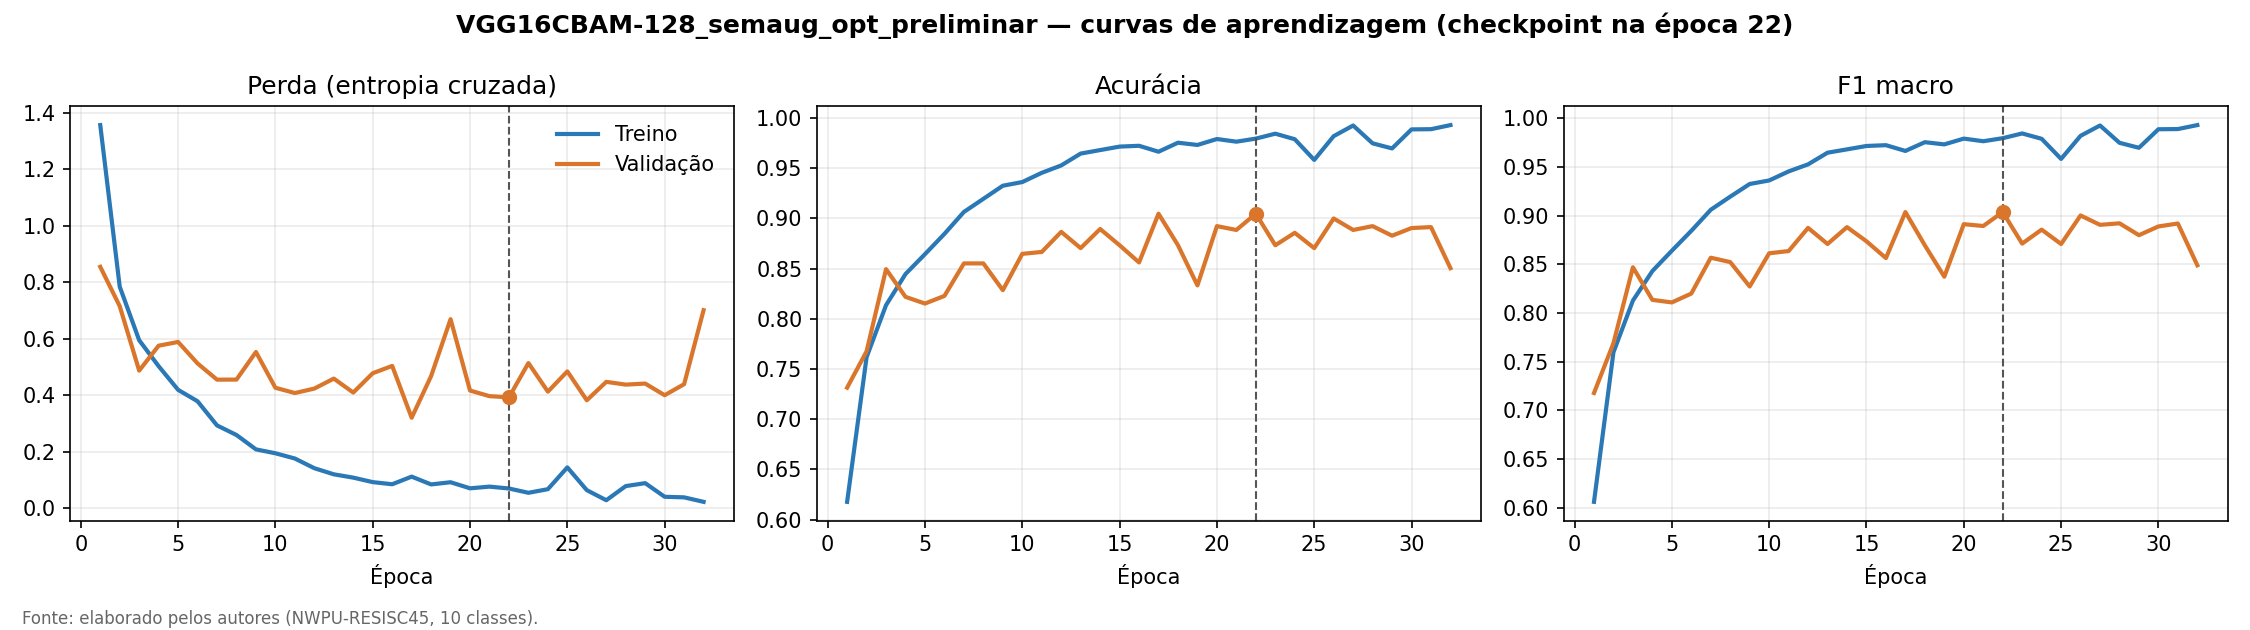 VGG16CBAM-128_semaug_opt_preliminar — curvas de aprendizagem (checkpoint na época 22)
Perda (entropia cruzada)
1.4
1.2
1.0
0.8
0.6
0.4
0.2
0.0
Treino
Validação
0 5 10 15 20 25 30
Época
Acurácia
1.00
0.95
0.90
0.85
0.80
0.75
0.70
0.65
0.60
0 5 10 15 20 25 30
Época
F1 macro
1.00
0.95
0.90
0.85
0.80
0.75
0.70
0.65
0.60
0 5 10 15 20 25 30
Época
Fonte: elaborado pelos autores (NWPU-RESISC45, 10 classes).